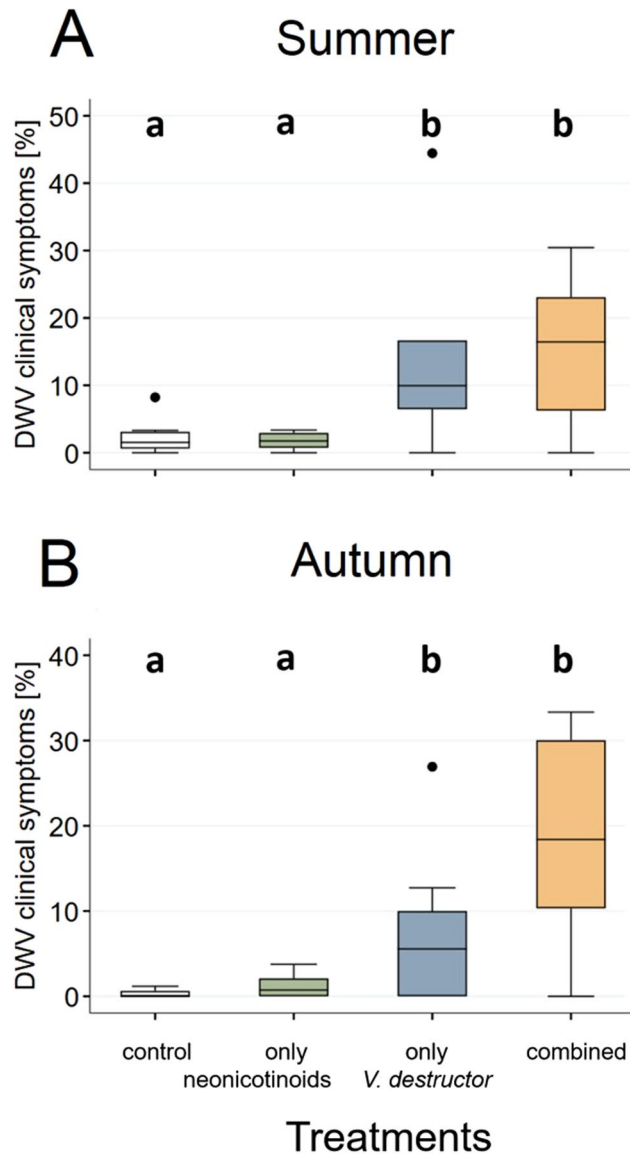 A
Summer
DWV clinical symptoms [%]
50
40
30
20
10
0
a a b b
B
Autumn
DWV clinical symptoms [%]
40
30
20
10
0
a a b b
control only only combined
neonicotinoids V. destructor
Treatments